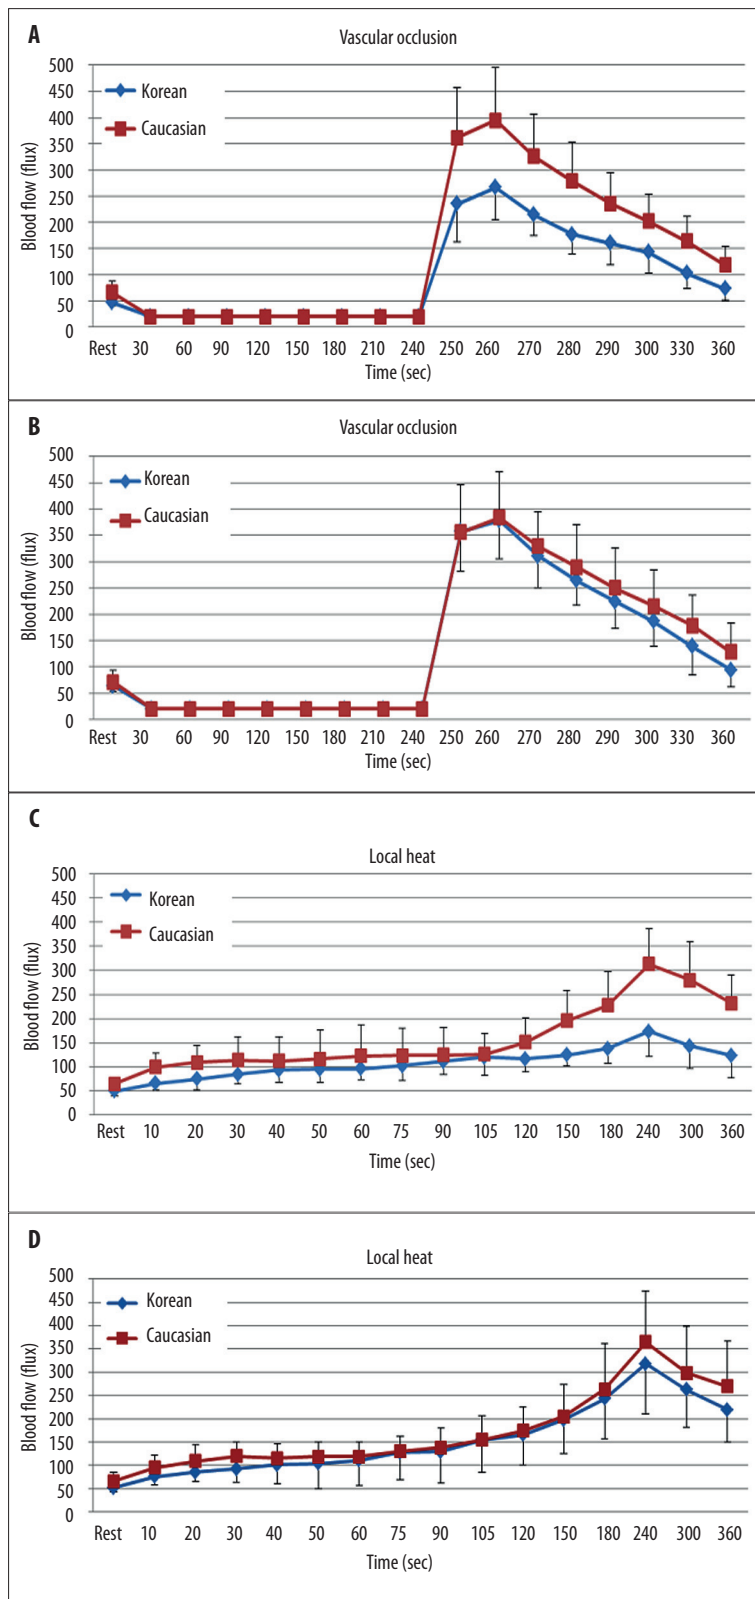 A
Vascular occlusion
500
450
400
350
300
250
200
150
100
50
0
Blood flow (flux)
Korean
Caucasian
Rest 30 60 90 120 150 180 210 240 250 260 270 280 290 300 330 360
Time (sec)
B
Vascular occlusion
500
450
400
350
300
250
200
150
100
50
0
Blood flow (flux)
Korean
Caucasian
Rest 30 60 90 120 150 180 210 240 250 260 270 280 290 300 330 360
Time (sec)
C
Local heat
500
450
400
350
300
250
200
150
100
50
0
Blood flow (flux)
Korean
Caucasian
Rest 10 20 30 40 50 60 75 90 105 120 150 180 240 300 360
Time (sec)
D
Local heat
500
450
400
350
300
250
200
150
100
50
0
Blood flow (flux)
Korean
Caucasian
Rest 10 20 30 40 50 60 75 90 105 120 150 180 240 300 360
Time (sec)